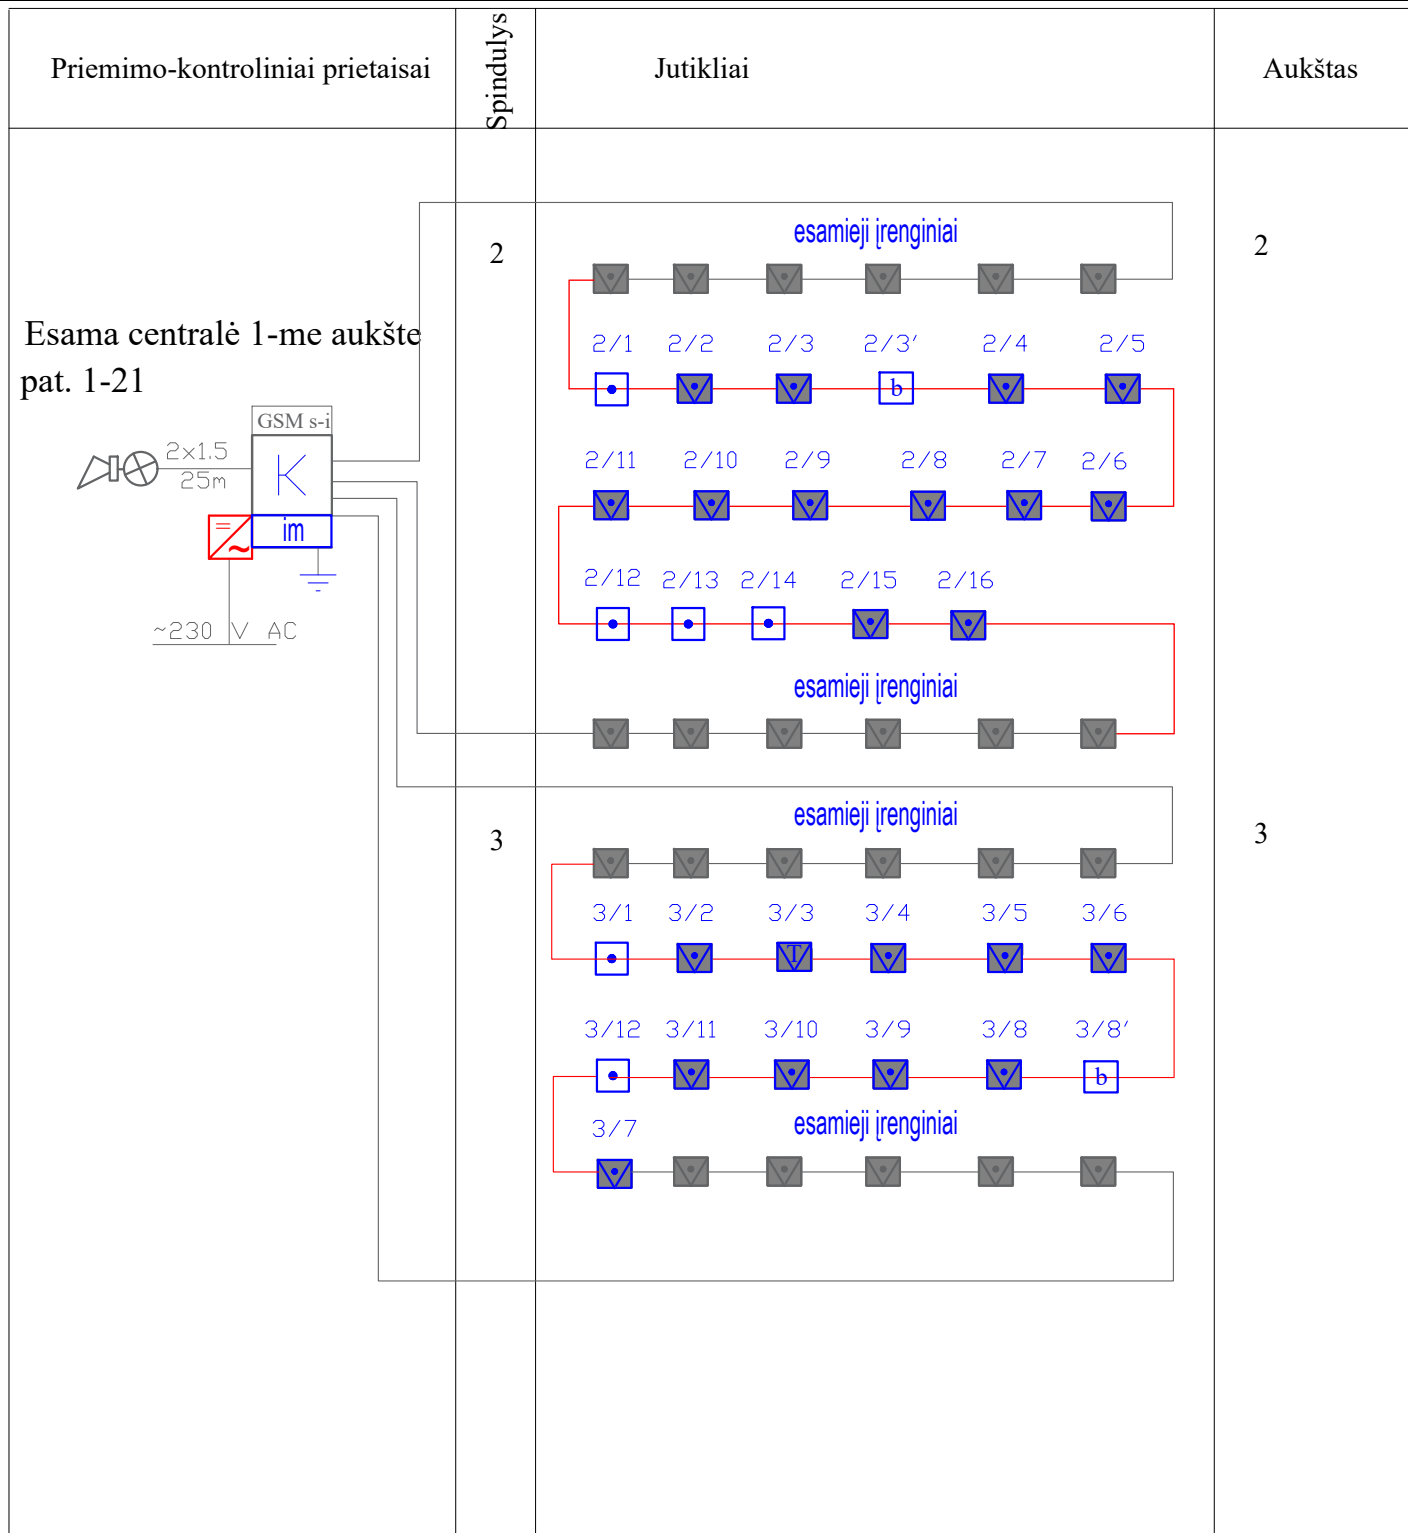 Priemimo-kontroliniai prietaisai
Spindulys
Jutikliai
Aukštas
2
esamieji įrenginiai
2
Esama centralė 1-me aukšte
pat. 1-21
2/1 2/2 2/3 2/3' 2/4 2/5
b
GSM s-i
K
im
2x1.5
25m
=
~
~230 V AC
2/11 2/10 2/9 2/8 2/7 2/6
2/12 2/13 2/14 2/15 2/16
esamieji įrenginiai
3
esamieji įrenginiai
3
3/1 3/2 3/3 3/4 3/5 3/6
T
3/12 3/11 3/10 3/9 3/8 3/8'
b
esamieji įrenginiai
3/7